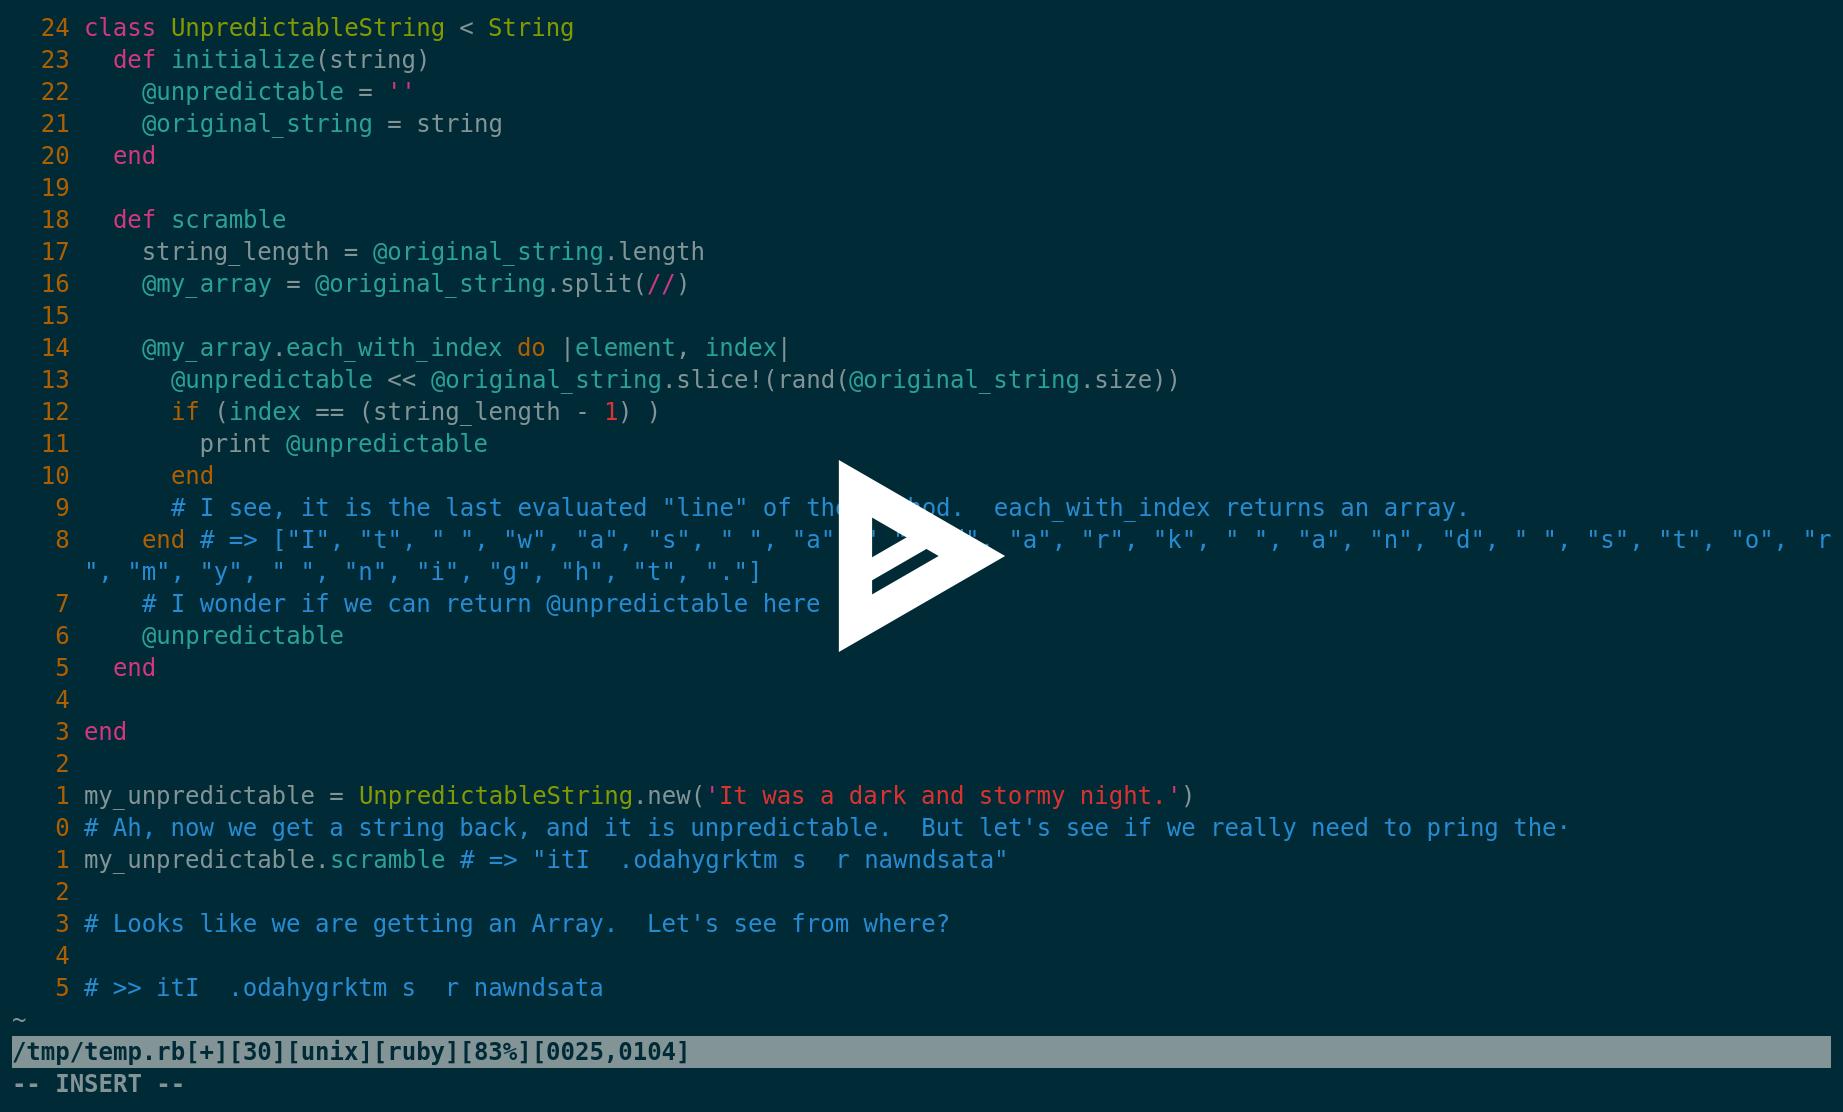 24 class UnpredictableString < String
23   def initialize(string)
22     @unpredictable = ''
21     @original_string = string
20   end
19
18   def scramble
17     string_length = @original_string.length
16     @my_array = @original_string.split(//)
15
14     @my_array.each_with_index do |element, index|
13       @unpredictable << @original_string.slice!(rand(@original_string.size))
12       if (index == (string_length - 1) )
11         print @unpredictable
10       end
 9       # I see, it is the last evaluated "line" of   each_with_index returns an array.
 8     end # => ["I", "t", " ", "w", "a", "s", " ", "a" "a", "r", "k", " ", "a", "n", "d", " ", "s", "t", "o", "r
", "m", "y", " ", "n", "i", "g", "h", "t", "."]
 7     # I wonder if we can return @unpredictable here
 6     @unpredictable
 5   end
 4
 3 end
 2
 1 my_unpredictable = UnpredictableString.new('It was a dark and stormy night.')
 0 # Ah, now we get a string back, and it is unpredictable.  But let's see if we really need to pring the·
 1 my_unpredictable.scramble # => "itI  .odahygrktm s  r nawndsata"
 2
 3 # Looks like we are getting an Array.  Let's see from where?
 4
 5 # >> itI  .odahygrktm s  r nawndsata
~
/tmp/temp.rb[+][30][unix][ruby][83%][0025,0104]
-- INSERT --